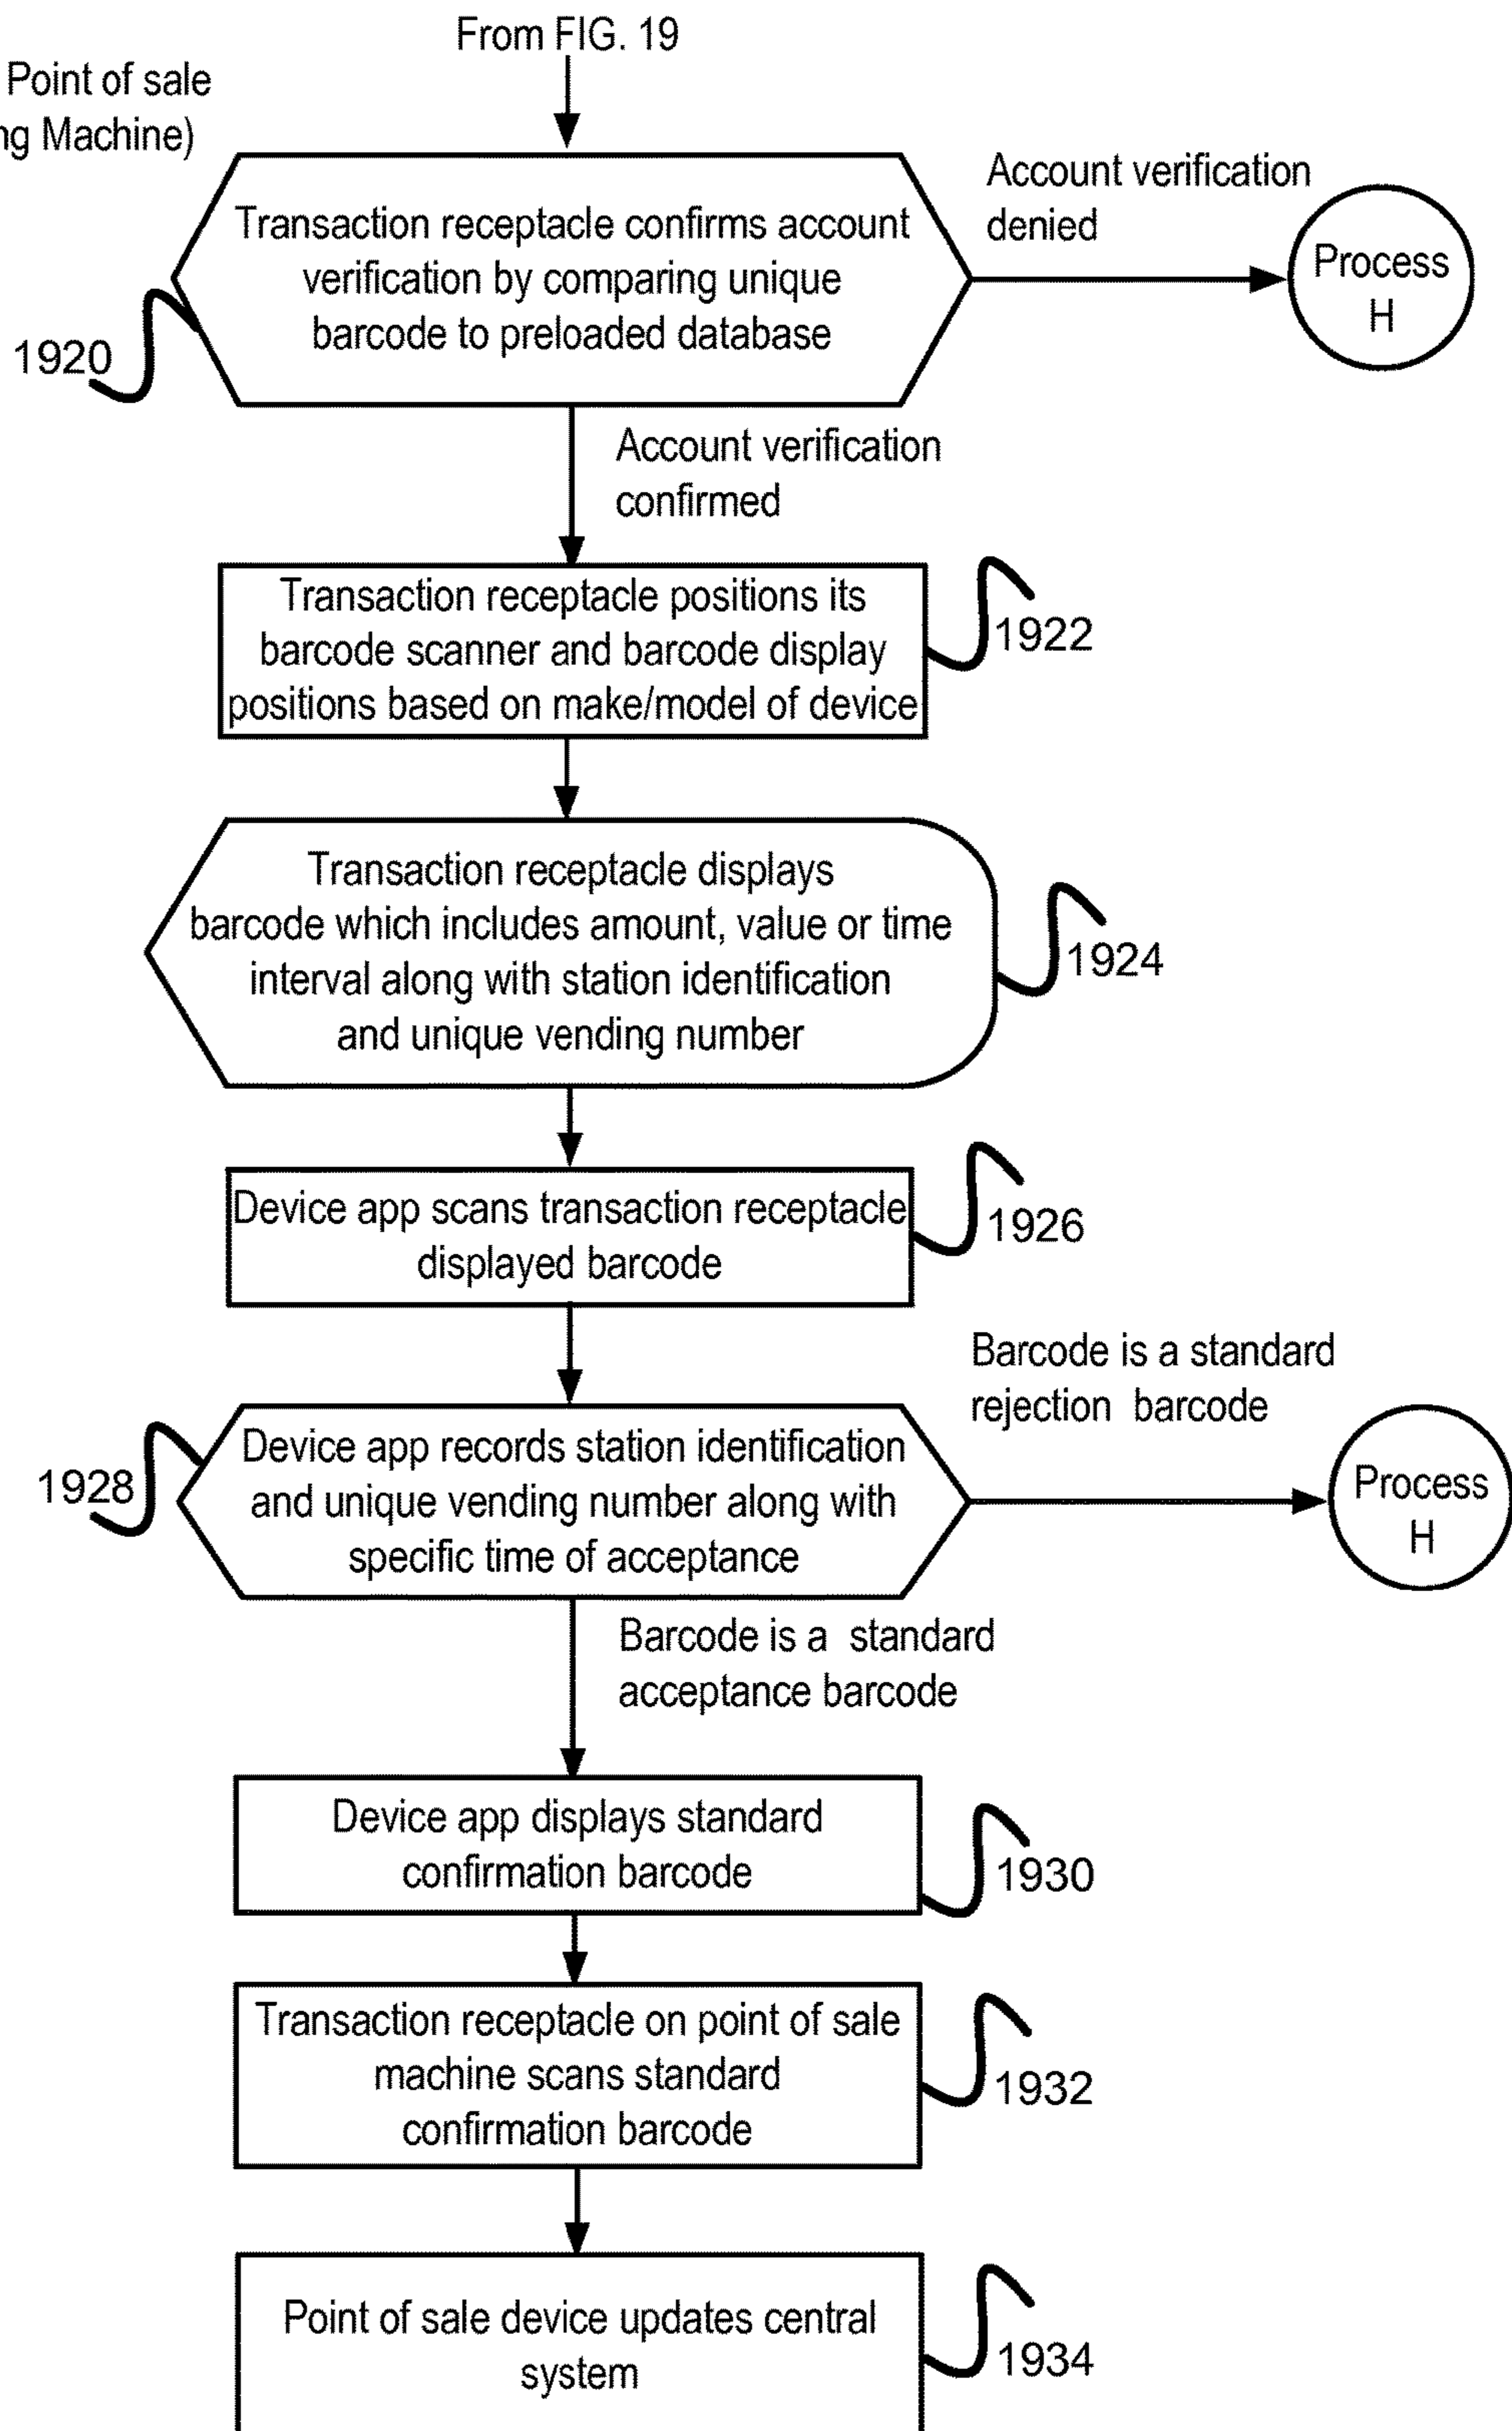 From FIG. 19
Point of sale
ng Machine)
Transaction receptacle confirms account
verification by comparing unique
barcode to preloaded database
1920
Account verification
denied
Process
H
Account verification
confirmed
Transaction receptacle positions its
barcode scanner and barcode display
positions based on make/model of device
1922
Transaction receptacle displays
barcode which includes amount, value or time
interval along with station identification
and unique vending number
1924
Device app scans transaction receptacle
displayed barcode
1926
Device app records station identification
and unique vending number along with
specific time of acceptance
1928
Barcode is a standard
rejection barcode
Process
H
Barcode is a standard
acceptance barcode
Device app displays standard
confirmation barcode
1930
Transaction receptacle on point of sale
machine scans standard
confirmation barcode
1932
Point of sale device updates central
system
1934